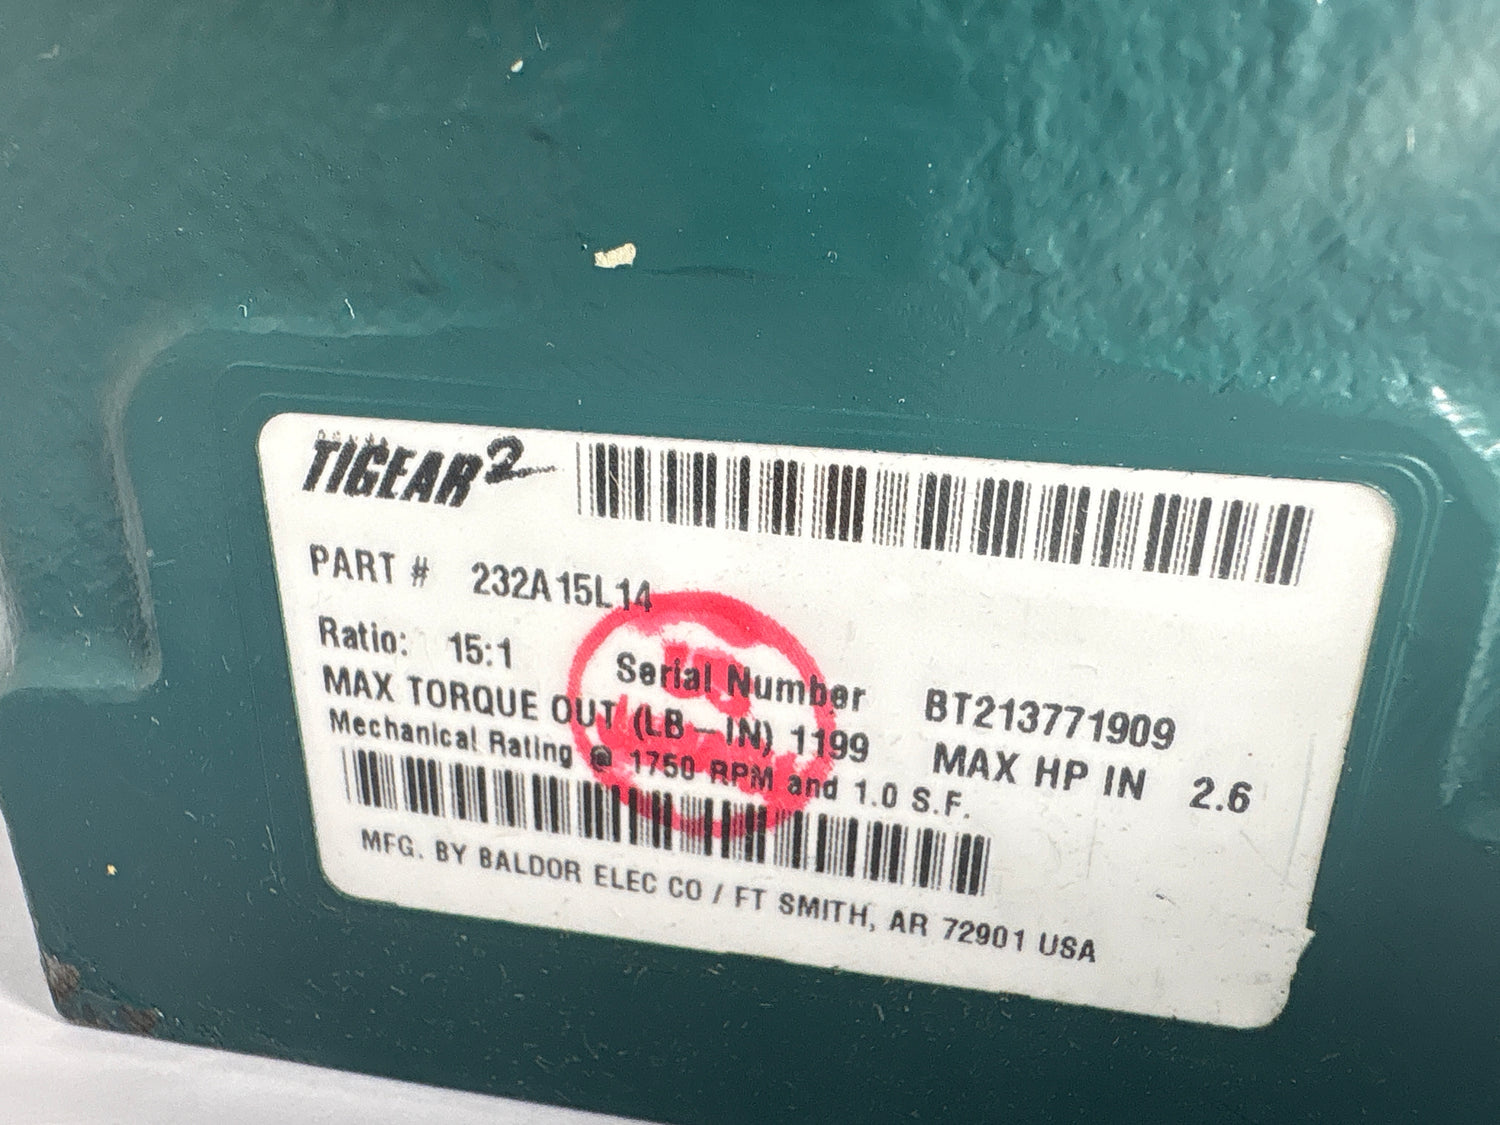 TIGEAR2
PART # 232A15L14
Ratio: 15:1 Serial Number BT213771909
MAX TORQUE OUT (LB-IN) 1199 MAX HP IN 2.6
Mechanical Rating @ 1750 RPM and 1.0 S.F.
MFG. BY BALDOR ELEC CO / FT SMITH, AR 72901 USA